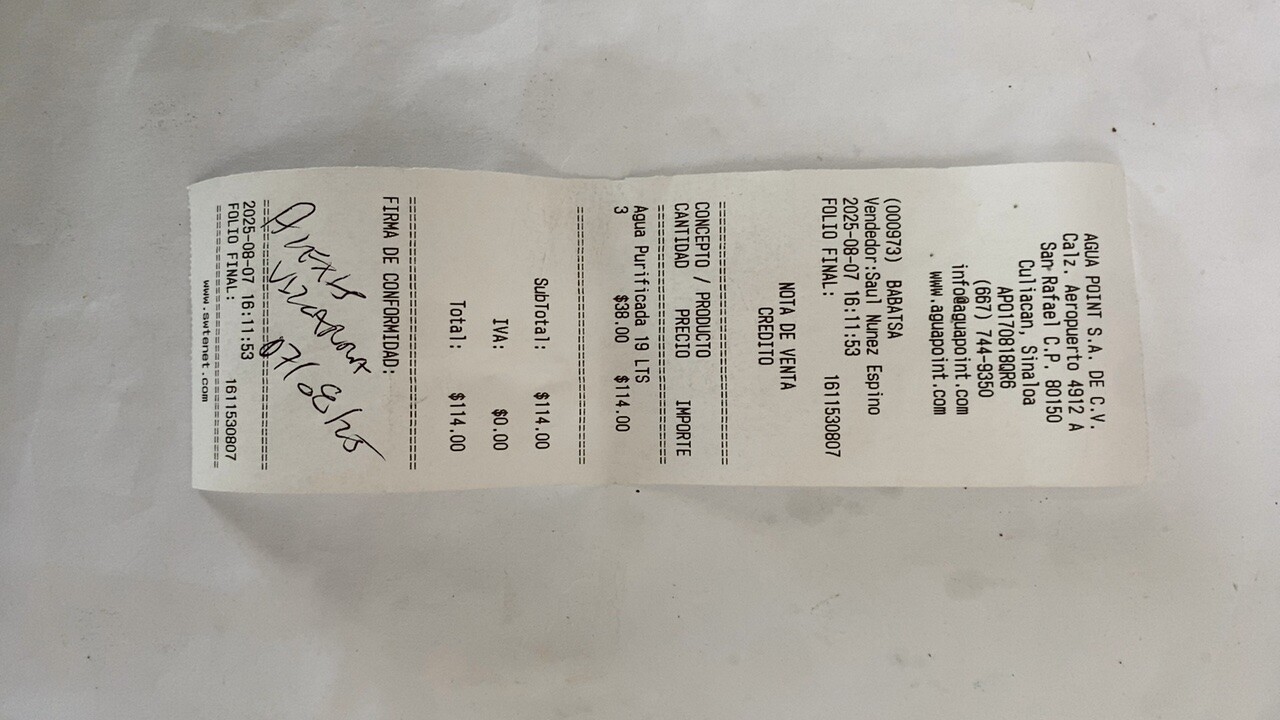 AGUA POINT S.A. DE C.V.
Calz. Aeropuerto 4912 A
San Rafael C.P. 80150
Culiacan, Sinaloa
APO170818QR6
(667) 744-9350
info@aguapoint.com
www.aguapoint.com
(000973) BABATSA
Vendedor:Saul Nunez Espino
2025-08-07 16:11:53
FOLIO FINAL: 1611530807
NOTA DE VENTA
CREDITO
CONCEPTO / PRODUCTO
CANTIDAD PRECIO IMPORTE
Agua Purificada 19 LTS
3 $38.00 $114.00
SubTotal: $114.00
IVA: $0.00
Total: $114.00
FIRMA DE CONFORMIDAD:
ALEXIS
VIZCARRA
07/08/25
2025-08-07 16:11:53
FOLIO FINAL: 1611530807
www.swtenet.com